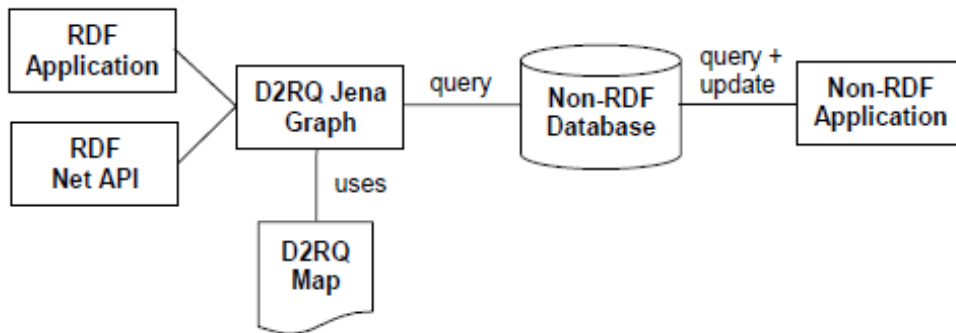 RDF
Application
RDF
Net API
D2RQ Jena
Graph
uses
D2RQ
Map
query
Non-RDF
Database
query +
update
Non-RDF
Application